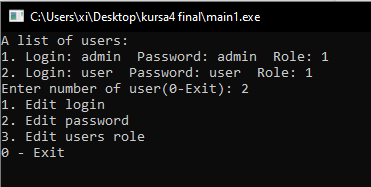 C:\Users\xi\Desktop\kursa4 final\main1.exe
A list of users:
1. Login: admin  Password: admin  Role: 1
2. Login: user  Password: user  Role: 1
Enter number of user(0-Exit): 2
1. Edit login
2. Edit password
3. Edit users role
0 - Exit